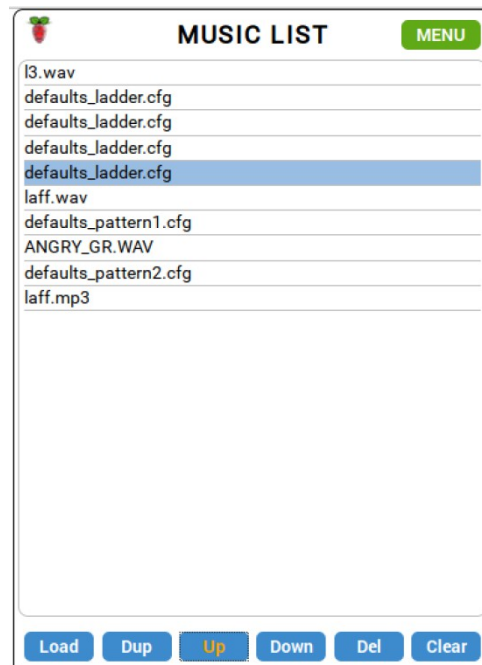 MUSIC LIST MENU
l3.wav
defaults_ladder.cfg
defaults_ladder.cfg
defaults_ladder.cfg
defaults_ladder.cfg
laff.wav
defaults_pattern1.cfg
ANGRY_GR.WAV
defaults_pattern2.cfg
laff.mp3
Load Dup Up Down Del Clear